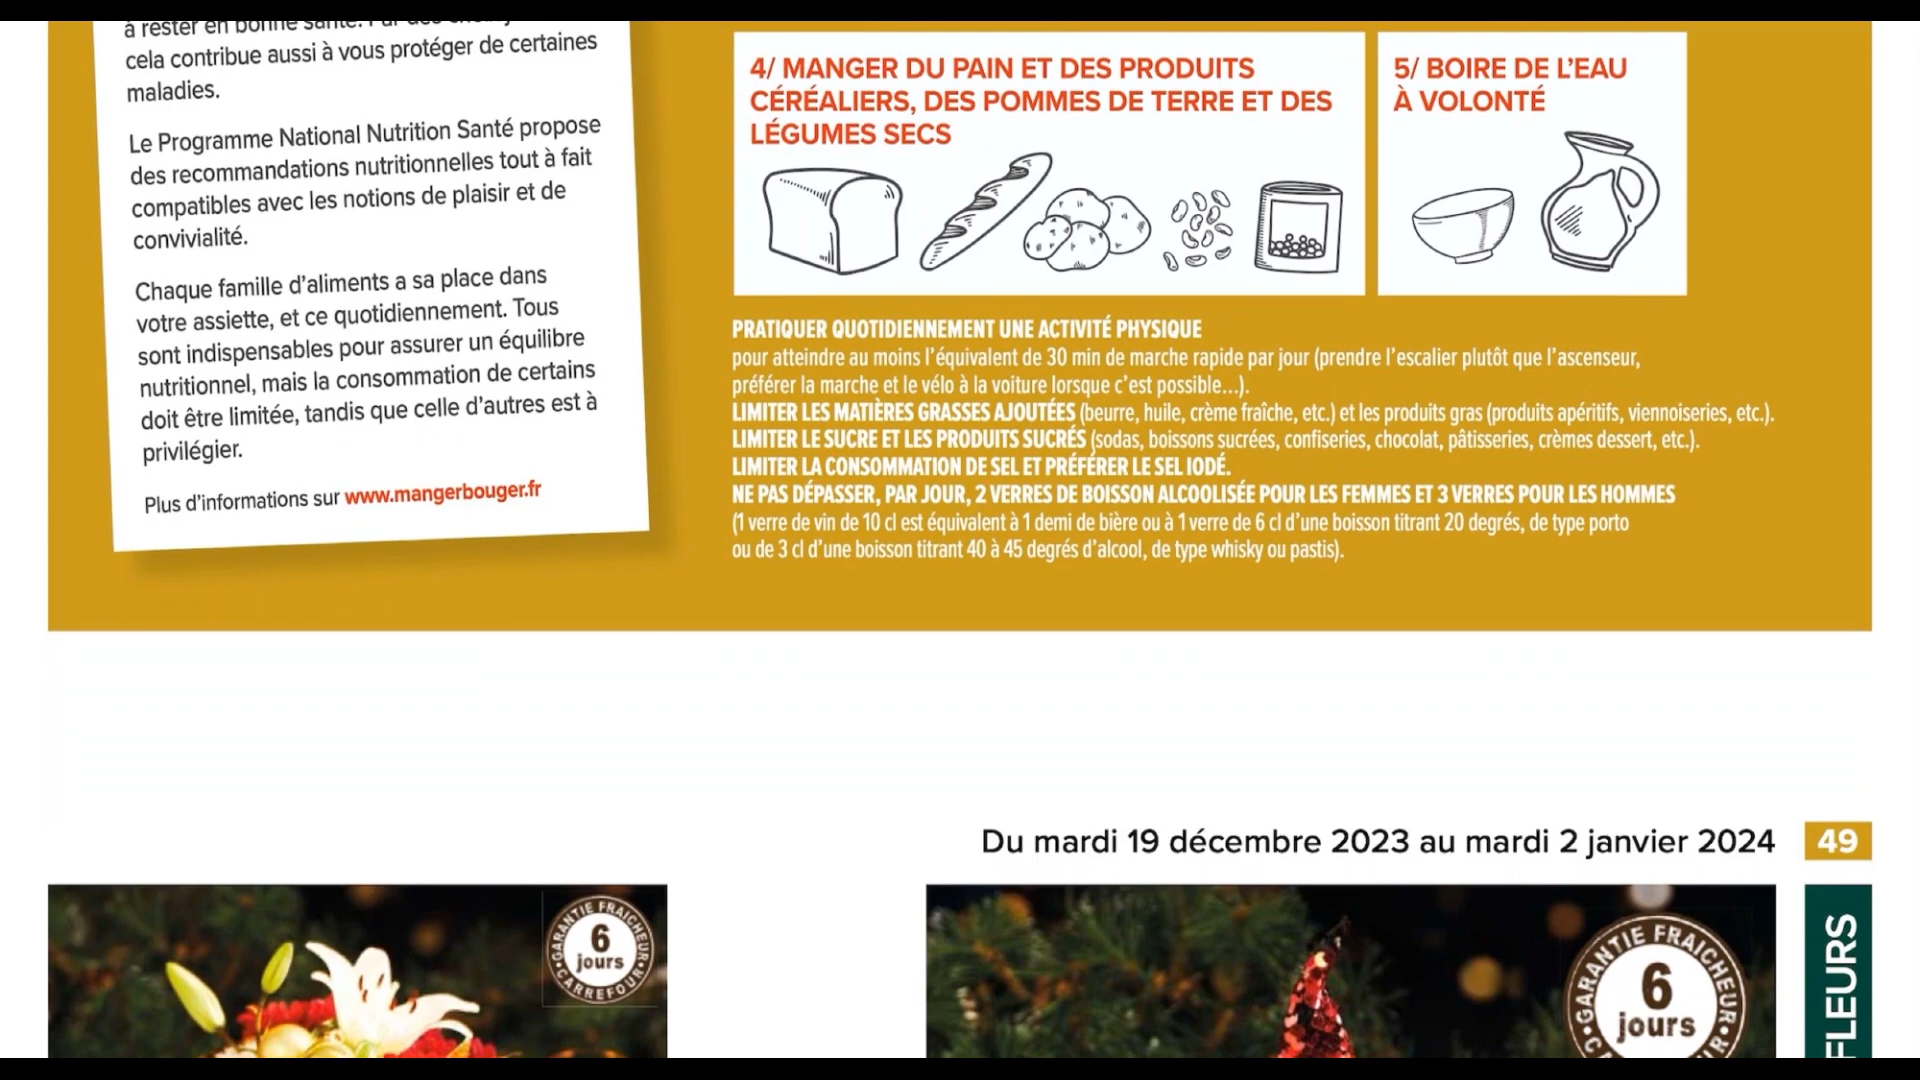 à rester en bonne santé. Par des
cela contribue aussi à vous protéger de certaines
maladies.
Le Programme National Nutrition Santé propose
des recommandations nutritionnelles tout à fait
compatibles avec les notions de plaisir et de
convivialité.
Chaque famille d’aliments a sa place dans
votre assiette, et ce quotidiennement. Tous
sont indispensables pour assurer un équilibre
nutritionnel, mais la consommation de certains
doit être limitée, tandis que celle d’autres est à
privilégier.
Plus d’informations sur www.mangerbouger.fr
4/ MANGER DU PAIN ET DES PRODUITS
CÉRÉALIERS, DES POMMES DE TERRE ET DES
LÉGUMES SECS
5/ BOIRE DE L’EAU
À VOLONTÉ
PRATIQUER QUOTIDIENNEMENT UNE ACTIVITÉ PHYSIQUE
pour atteindre au moins l’équivalent de 30 min de marche rapide par jour (prendre l’escalier plutôt que l’ascenseur,
préférer la marche et le vélo à la voiture lorsque c’est possible...).
LIMITER LES MATIÈRES GRASSES AJOUTÉES (beurre, huile, crème fraîche, etc.) et les produits gras (produits apéritifs, viennoiseries, etc.).
LIMITER LE SUCRE ET LES PRODUITS SUCRÉS (sodas, boissons sucrées, confiseries, chocolat, pâtisseries, crèmes dessert, etc.).
LIMITER LA CONSOMMATION DE SEL ET PRÉFÉRER LE SEL IODÉ.
NE PAS DÉPASSER, PAR JOUR, 2 VERRES DE BOISSON ALCOOLISÉE POUR LES FEMMES ET 3 VERRES POUR LES HOMMES
(1 verre de vin de 10 cl est équivalent à 1 demi de bière ou à 1 verre de 6 cl d’une boisson titrant 20 degrés, de type porto
ou de 3 cl d’une boisson titrant 40 à 45 degrés d’alcool, de type whisky ou pastis).
Du mardi 19 décembre 2023 au mardi 2 janvier 2024
49
GARANTIE FRAICHEUR
6
jours
CARREFOUR
GARANTIE FRAICHEUR
6
jours
FLEURS